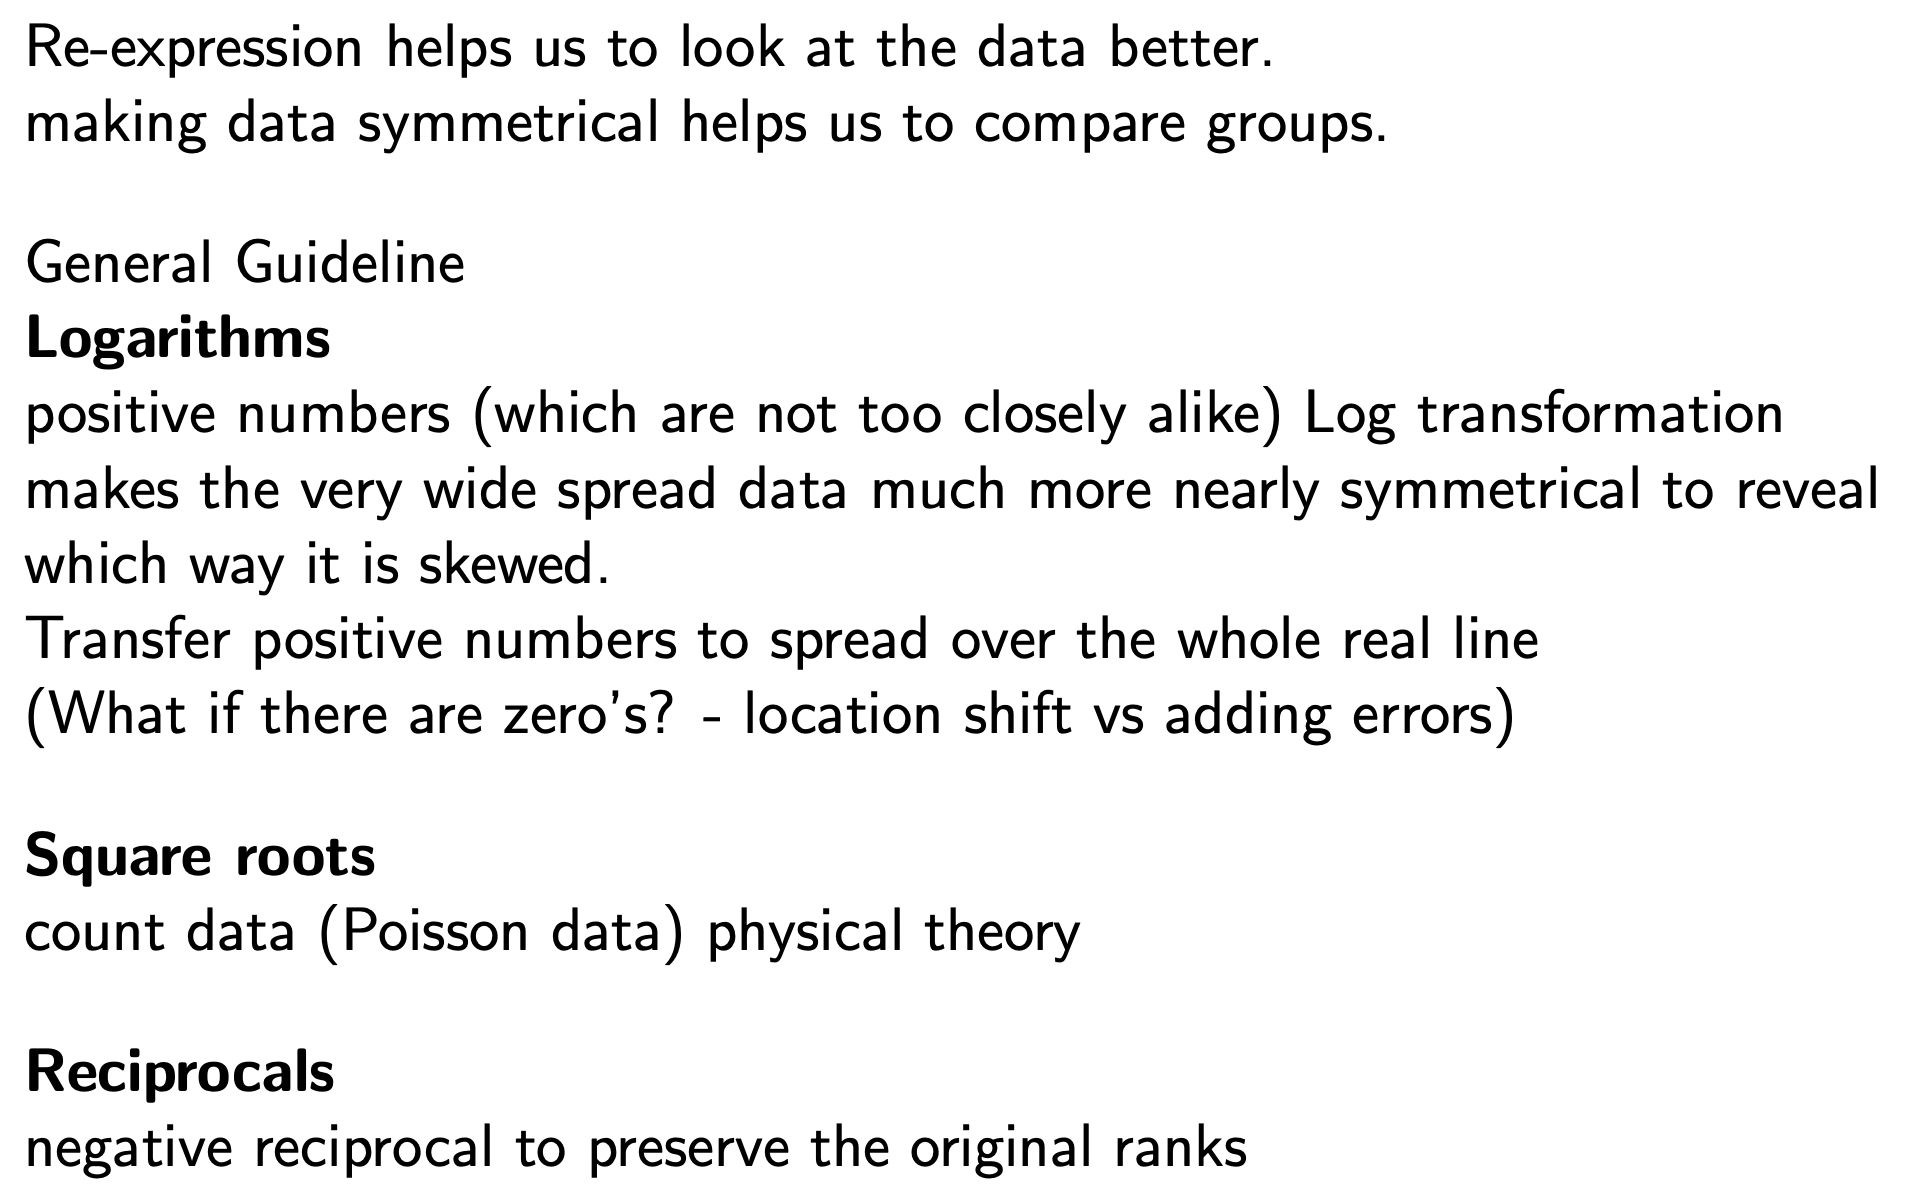 Re-expression helps us to look at the data better.
making data symmetrical helps us to compare groups.
General Guideline
Logarithms
positive numbers (which are not too closely alike) Log transformation
makes the very wide spread data much more nearly symmetrical to reveal
which way it is skewed.
Transfer positive numbers to spread over the whole real line
(What if there are zero's? - location shift vs adding errors)
Square roots
count data (Poisson data) physical theory
Reciprocals
negative reciprocal to preserve the original ranks